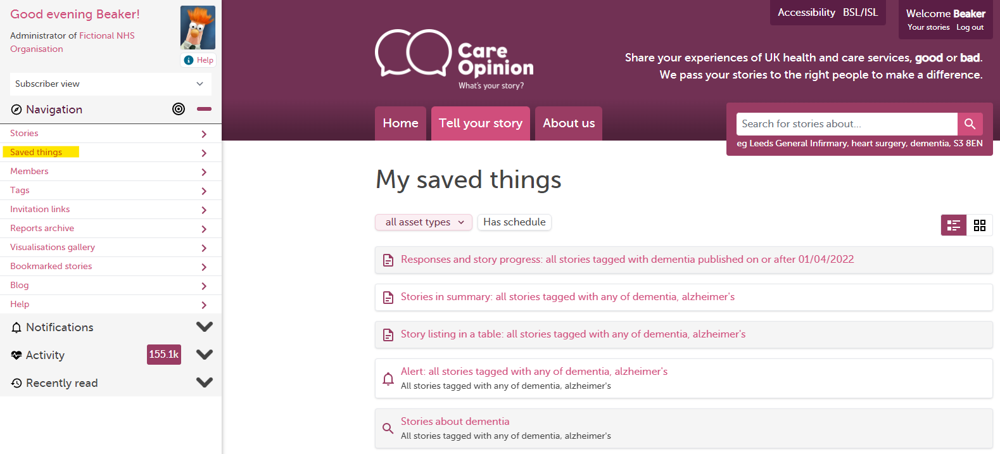 Good evening Beaker!
Administrator of Fictional NHS
Organisation
Help
Subscriber view
Navigation
Stories
Saved things
Members
Tags
Invitation links
Reports archive
Visualisations gallery
Bookmarked stories
Blog
Help
Notifications
Activity 155.1k
Recently read
Accessibility BSL/ISL
Welcome Beaker
Your stories Log out
Care
Opinion
What's your story?
Share your experiences of UK health and care services, good or bad.
We pass your stories to the right people to make a difference.
Home Tell your story About us
Search for stories about...
eg Leeds General Infirmary, heart surgery, dementia, S3 8EN
My saved things
all asset types Has schedule
Responses and story progress: all stories tagged with dementia published on or after 01/04/2022
Stories in summary: all stories tagged with any of dementia, alzheimer's
Story listing in a table: all stories tagged with any of dementia, alzheimer's
Alert: all stories tagged with any of dementia, alzheimer's
All stories tagged with any of dementia, alzheimer's
Stories about dementia
All stories tagged with any of dementia, alzheimer's